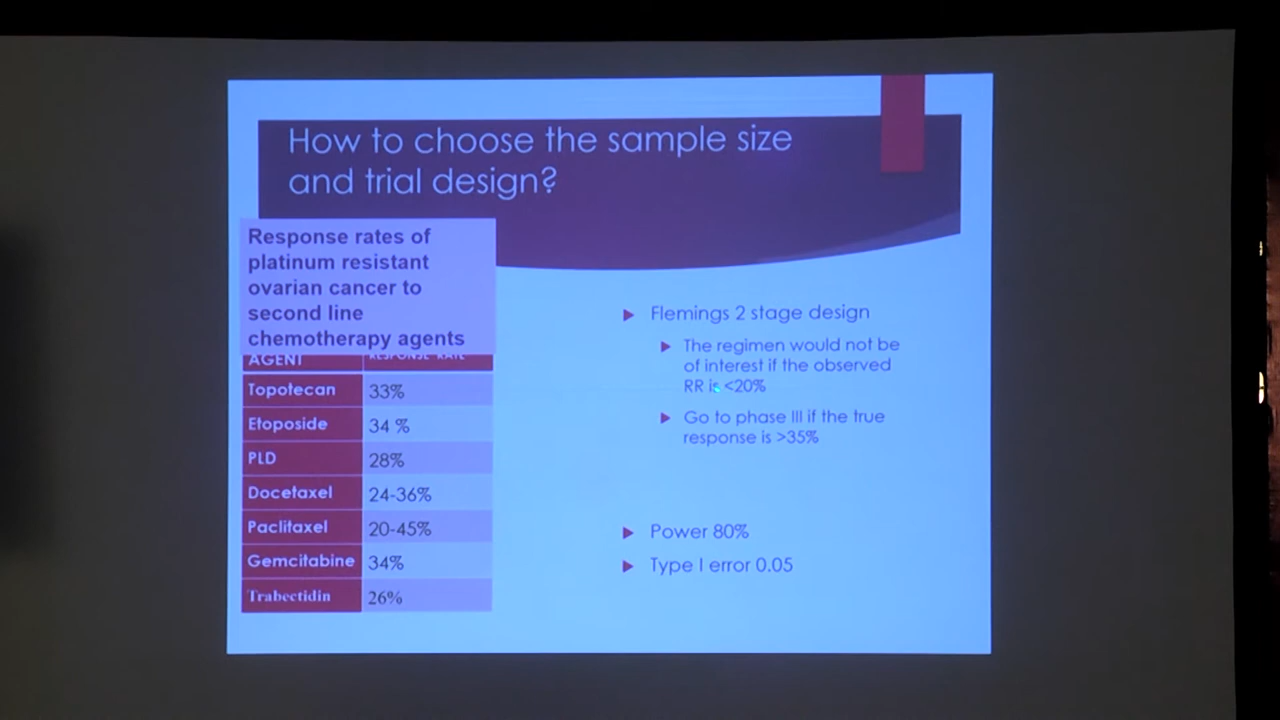 How to choose the sample size
and trial design?
Response rates of
platinum resistant
ovarian cancer to
second line
chemotherapy agents
AGENT RESPONSE RATE
Topotecan 33%
Etoposide 34 %
PLD 28%
Docetaxel 24-36%
Paclitaxel 20-45%
Gemcitabine 34%
Trabectidin 26%
Flemings 2 stage design
The regimen would not be
of interest if the observed
RR is <20%
Go to phase III if the true
response is >35%
Power 80%
Type I error 0.05